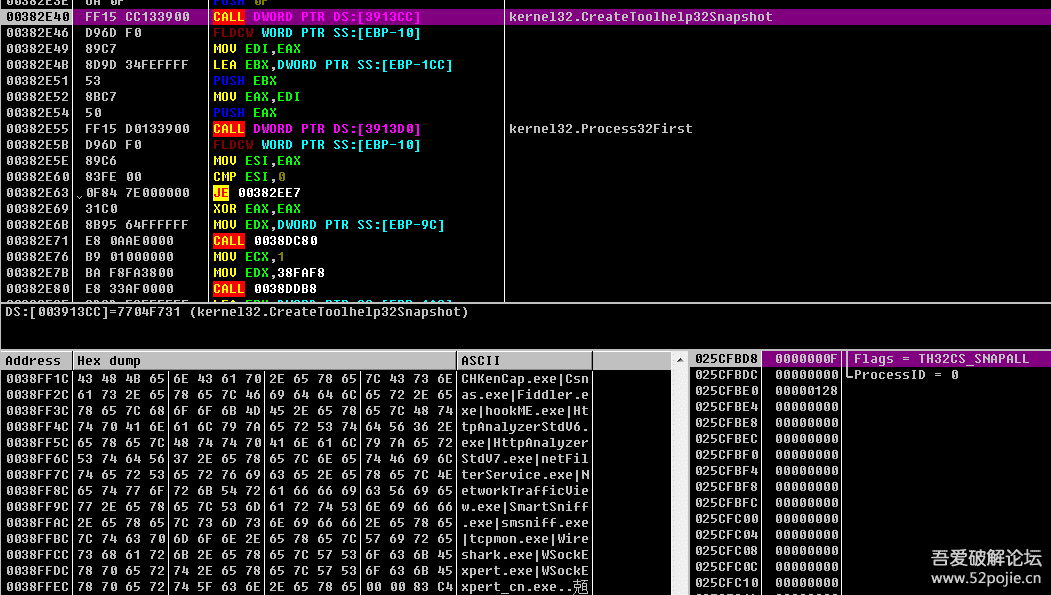 00382E3E 6A 0F PUSH 0F
00382E40 FF15 CC133900 CALL DWORD PTR DS:[3913CC] kernel32.CreateToolhelp32Snapshot
00382E46 D96D F0 FLDCW WORD PTR SS:[EBP-10]
00382E49 89C7 MOV EDI,EAX
00382E4B 8D9D 34FEFFFF LEA EBX,DWORD PTR SS:[EBP-1CC]
00382E51 53 PUSH EBX
00382E52 8BC7 MOV EAX,EDI
00382E54 50 PUSH EAX
00382E55 FF15 D0133900 CALL DWORD PTR DS:[3913D0] kernel32.Process32First
00382E5B D96D F0 FLDCW WORD PTR SS:[EBP-10]
00382E5E 89C6 MOV ESI,EAX
00382E60 83FE 00 CMP ESI,0
00382E63 0F84 7E000000 JE 00382EE7
00382E69 31C0 XOR EAX,EAX
00382E6B 8B95 64FFFFFF MOV EDX,DWORD PTR SS:[EBP-9C]
00382E71 E8 0AAE0000 CALL 0038DC80
00382E76 B9 01000000 MOV ECX,1
00382E7B BA F8FA3800 MOV EDX,38FAF8
00382E80 E8 33AF0000 CALL 0038DDB8
DS:[003913CC]=7704F731 (kernel32.CreateToolhelp32Snapshot)
Address Hex dump ASCII
0038FF1C 43 48 4B 65 6E 43 61 70 2E 65 78 65 7C 43 73 6E CHKenCap.exe|Csn
0038FF2C 61 73 2E 65 78 65 7C 46 69 64 64 6C 65 72 2E 65 as.exe|Fiddler.e
0038FF3C 78 65 7C 68 6F 6F 6B 4D 45 2E 65 78 65 7C 48 74 xe|hookME.exe|Ht
0038FF4C 74 70 41 6E 61 6C 79 7A 65 72 53 74 64 56 36 2E tpAnalyzerStdV6.
0038FF5C 65 78 65 7C 48 74 74 70 41 6E 61 6C 79 7A 65 72 exe|HttpAnalyzer
0038FF6C 53 74 64 56 37 2E 65 78 65 7C 6E 65 74 46 69 6C StdV7.exe|netFil
0038FF7C 74 65 72 53 65 72 76 69 63 65 2E 65 78 65 7C 4E terService.exe|N
0038FF8C 65 74 77 6F 72 6B 54 72 61 66 66 69 63 56 69 65 etworkTrafficVie
0038FF9C 77 2E 65 78 65 7C 53 6D 61 72 74 53 6E 69 66 66 w.exe|SmartSniff
0038FFAC 2E 65 78 65 7C 73 6D 73 6E 69 66 66 2E 65 78 65 .exe|smsniff.exe
0038FFBC 7C 74 63 70 6D 6F 6E 2E 65 78 65 7C 57 69 72 65 |tcpmon.exe|Wire
0038FFCC 73 68 61 72 6B 2E 65 78 65 7C 57 53 6F 63 6B 45 shark.exe|WSockE
0038FFDC 78 70 65 72 74 2E 65 78 65 7C 57 53 6F 63 6B 45 xpert.exe|WSockE
0038FFEC 78 70 65 72 74 5F 63 6E 2E 65 78 65 00 00 83 C4 xpert_cn.exe..
025CFBD8 0000000F Flags = TH32CS_SNAPALL
025CFBDC 00000000 ProcessID = 0
025CFBE0 00000128
025CFBE4 00000000
025CFBE8 00000000
025CFBEC 00000000
025CFBF0 00000000
025CFBF4 00000000
025CFBF8 00000000
025CFBFC 00000000
025CFC00 00000000
025CFC04 00000000
025CFC08 00000000
025CFC0C 00000000
025CFC10 00000000
吾爱破解论坛
www.52pojie.cn